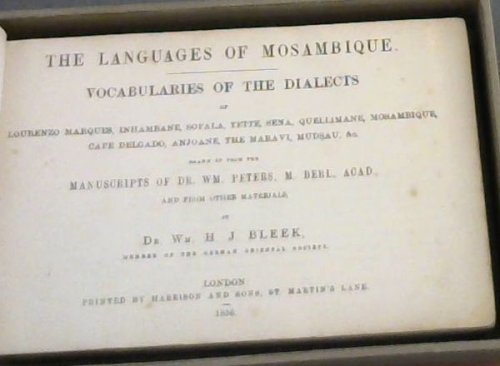 THE LANGUAGES OF MOSAMBIQUE.
VOCABULARIES OF THE DIALECTS
OF
LOURENZO MARQUES, INHAMBANE, SOFALA, TETTE, SENA, QUELLIMANE, MOSAMBIQUE,
CAPE DELGADO, ANJOANE, THE MARAVI, MUDSAU, &c.
DRAWN UP FROM THE
MANUSCRIPTS OF DR. WM. PETERS, M. BERL. ACAD.,
AND FROM OTHER MATERIALS,
BY
DR. WM. H. J. BLEEK,
MEMBER OF THE GERMAN ORIENTAL SOCIETY.
LONDON
PRINTED BY HARRISON AND SONS, ST. MARTIN'S LANE.
1856.